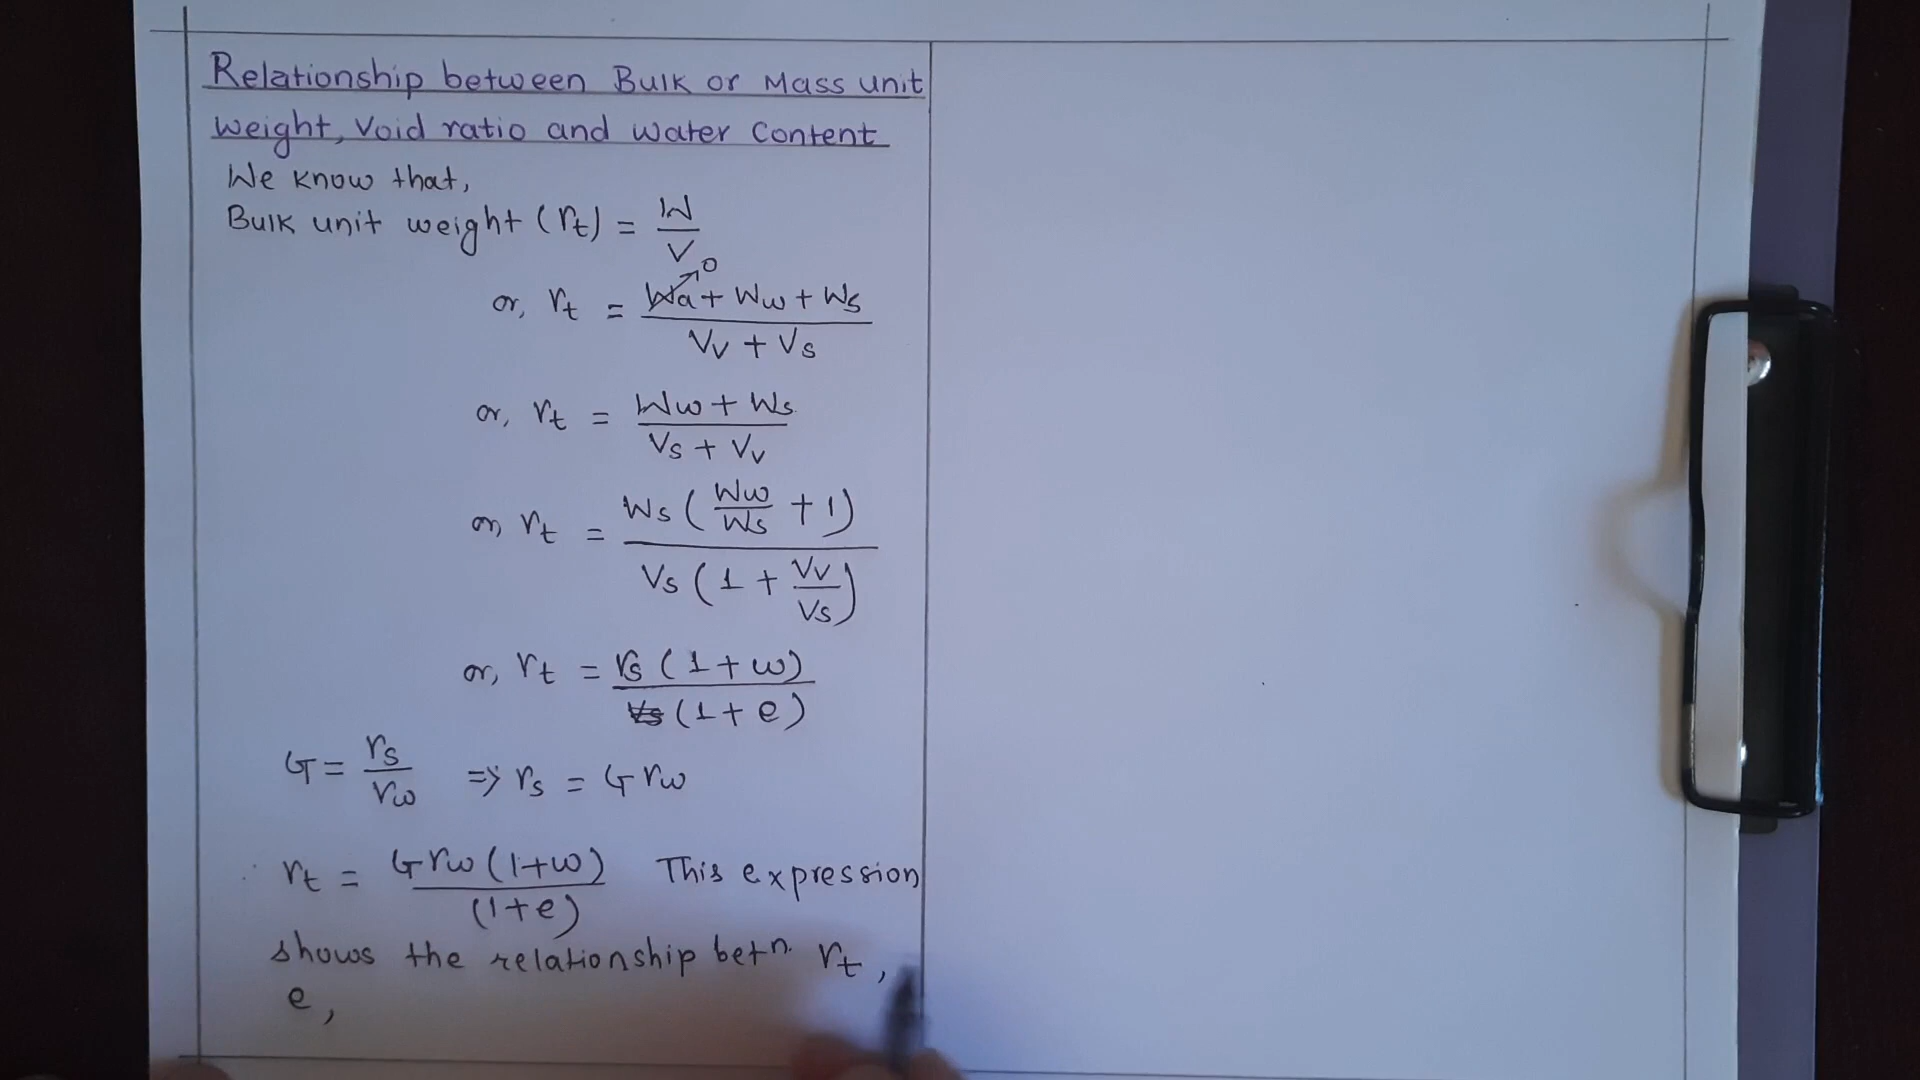 Relationship between Bulk or Mass unit
weight, Void ratio and water content
We know that,
Bulk unit weight (rt) = W/V
or, rt = (Wa↗0 + Ww + Ws)/(Vv + Vs)
or, rt = (Ww + Ws)/(Vs + Vv)
or, rt = Ws(Ww/Ws + 1)/Vs(1 + Vv/Vs)
or, rt = rs(1+w)/(1+e)
G = rs/rw => rs = Grw
rt = Grw(1+w)/(1+e) This expression
shows the relationship betn. rt,
e,